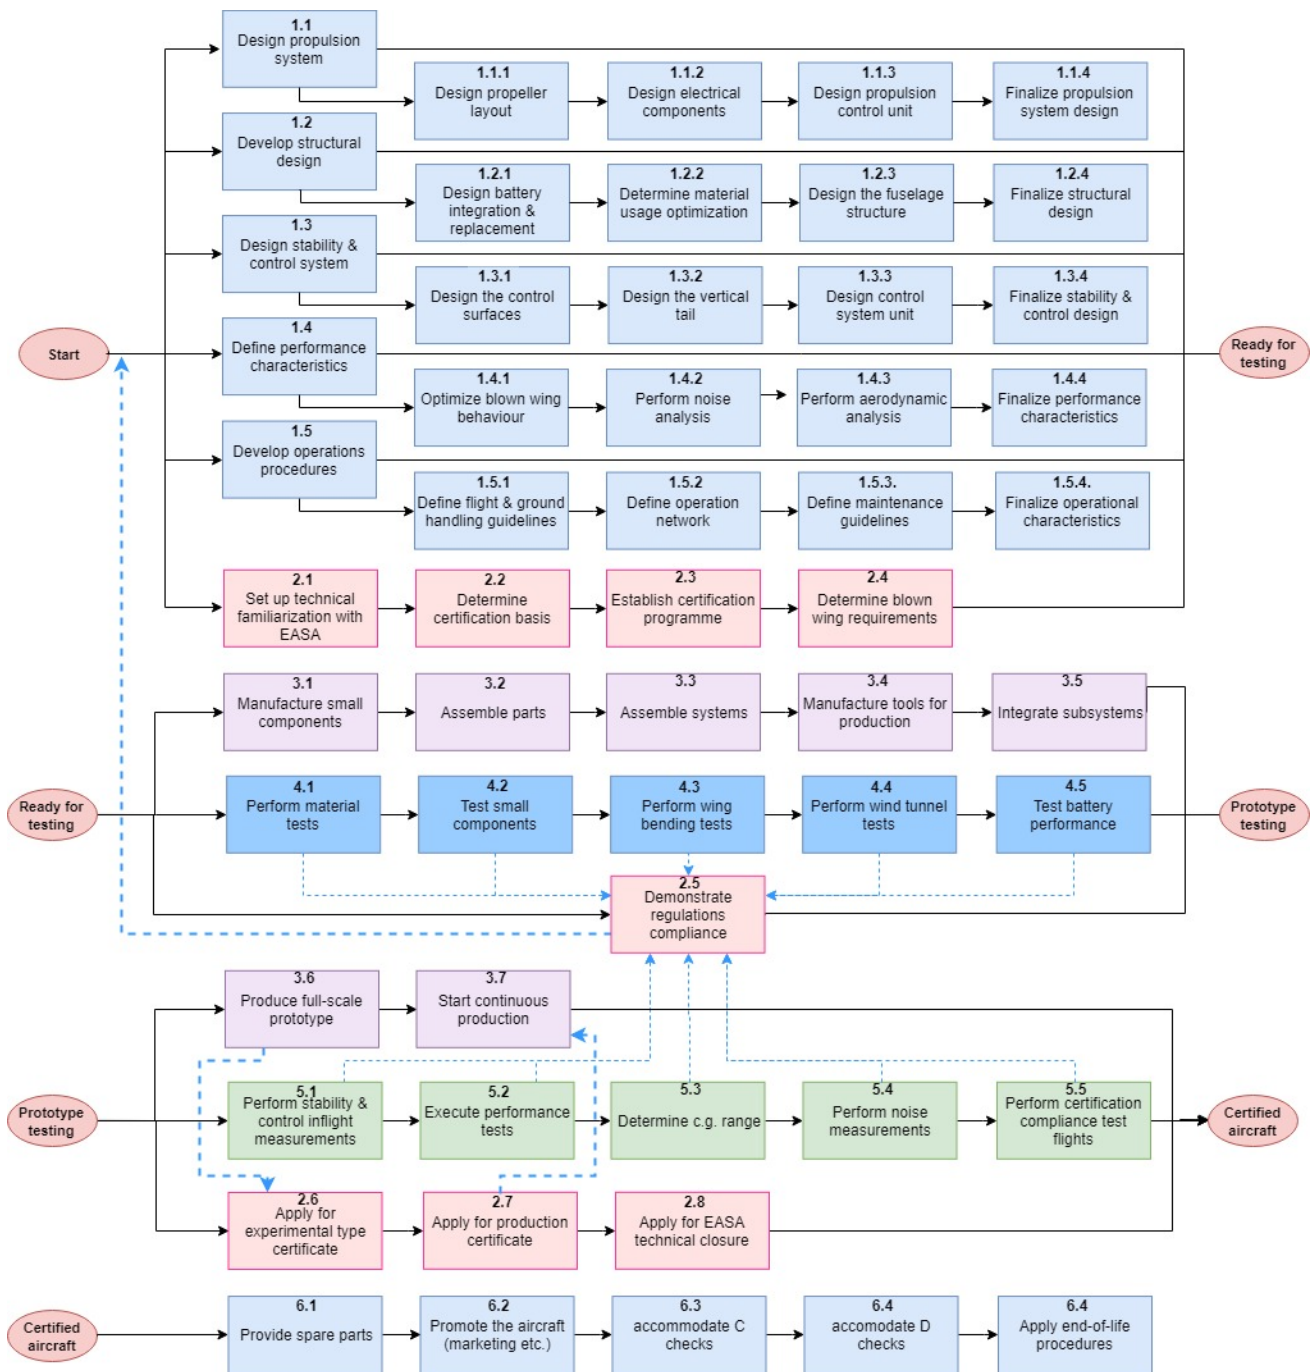 1.1
Design propulsion
system
1.1.1
Design propeller
layout
1.1.2
Design electrical
components
1.1.3
Design propulsion
control unit
1.1.4
Finalize propulsion
system design
1.2
Develop structural
design
1.2.1
Design battery
integration &
replacement
1.2.2
Determine material
usage optimization
1.2.3
Design the fuselage
structure
1.2.4
Finalize structural
design
1.3
Design stability &
control system
1.3.1
Design the control
surfaces
1.3.2
Design the vertical
tail
1.3.3
Design control
system unit
1.3.4
Finalize stability &
control design
Start
1.4
Define performance
characteristics
Ready for
testing
1.4.1
Optimize blown wing
behaviour
1.4.2
Perform noise
analysis
1.4.3
Perform aerodynamic
analysis
1.4.4
Finalize performance
characteristics
1.5
Develop operations
procedures
1.5.1
Define flight & ground
handling guidelines
1.5.2
Define operation
network
1.5.3.
Define maintenance
guidelines
1.5.4.
Finalize operational
characteristics
2.1
Set up technical
familiarization with
EASA
2.2
Determine
certification basis
2.3
Establish certification
programme
2.4
Determine blown
wing requirements
3.1
Manufacture small
components
3.2
Assemble parts
3.3
Assemble systems
3.4
Manufacture tools for
production
3.5
Integrate subsystems
Ready for
testing
4.1
Perform material
tests
4.2
Test small
components
4.3
Perform wing
bending tests
4.4
Perform wind tunnel
tests
4.5
Test battery
performance
Prototype
testing
2.5
Demonstrate
regulations
compliance
3.6
Produce full-scale
prototype
3.7
Start continuous
production
Prototype
testing
5.1
Perform stability &
control inflight
measurements
5.2
Execute performance
tests
5.3
Determine c.g. range
5.4
Perform noise
measurements
5.5
Perform certification
compliance test
flights
Certified
aircraft
2.6
Apply for
experimental type
certificate
2.7
Apply for production
certificate
2.8
Apply for EASA
technical closure
Certified
aircraft
6.1
Provide spare parts
6.2
Promote the aircraft
(marketing etc.)
6.3
accommodate C
checks
6.4
accomodate D
checks
6.4
Apply end-of-life
procedures